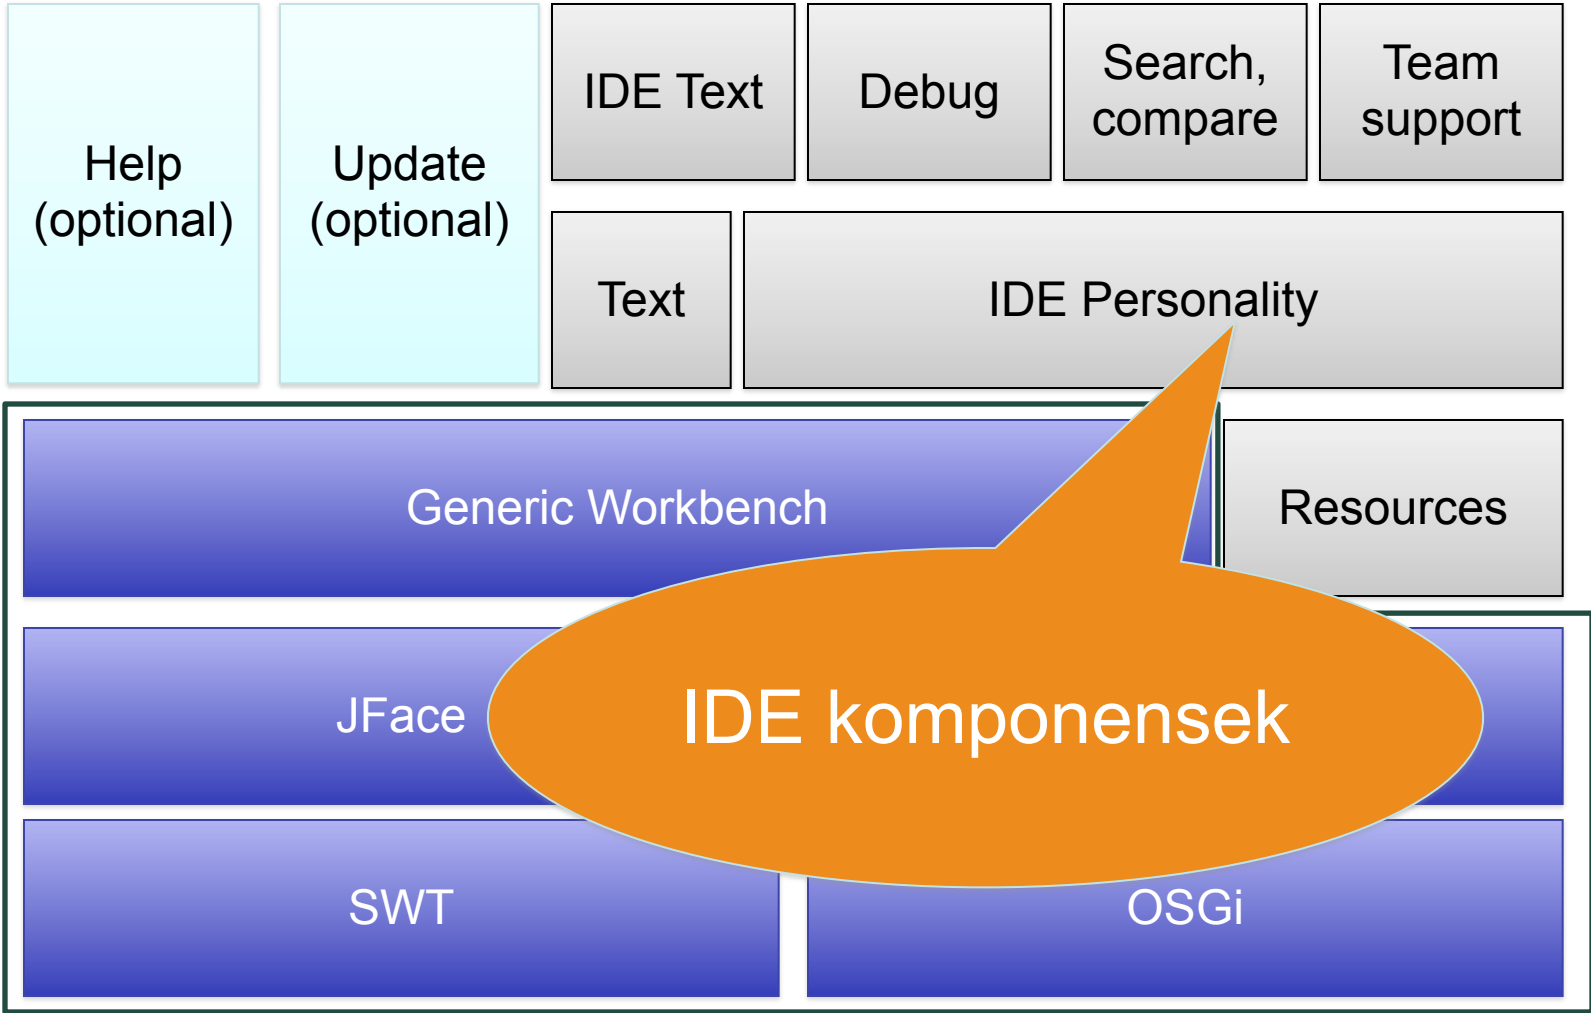 Help
(optional)
Update
(optional)
IDE Text
Debug
Search,
compare
Team
support
Text
IDE Personality
Generic Workbench
Resources
JFace
IDE komponensek
SWT
OSGi